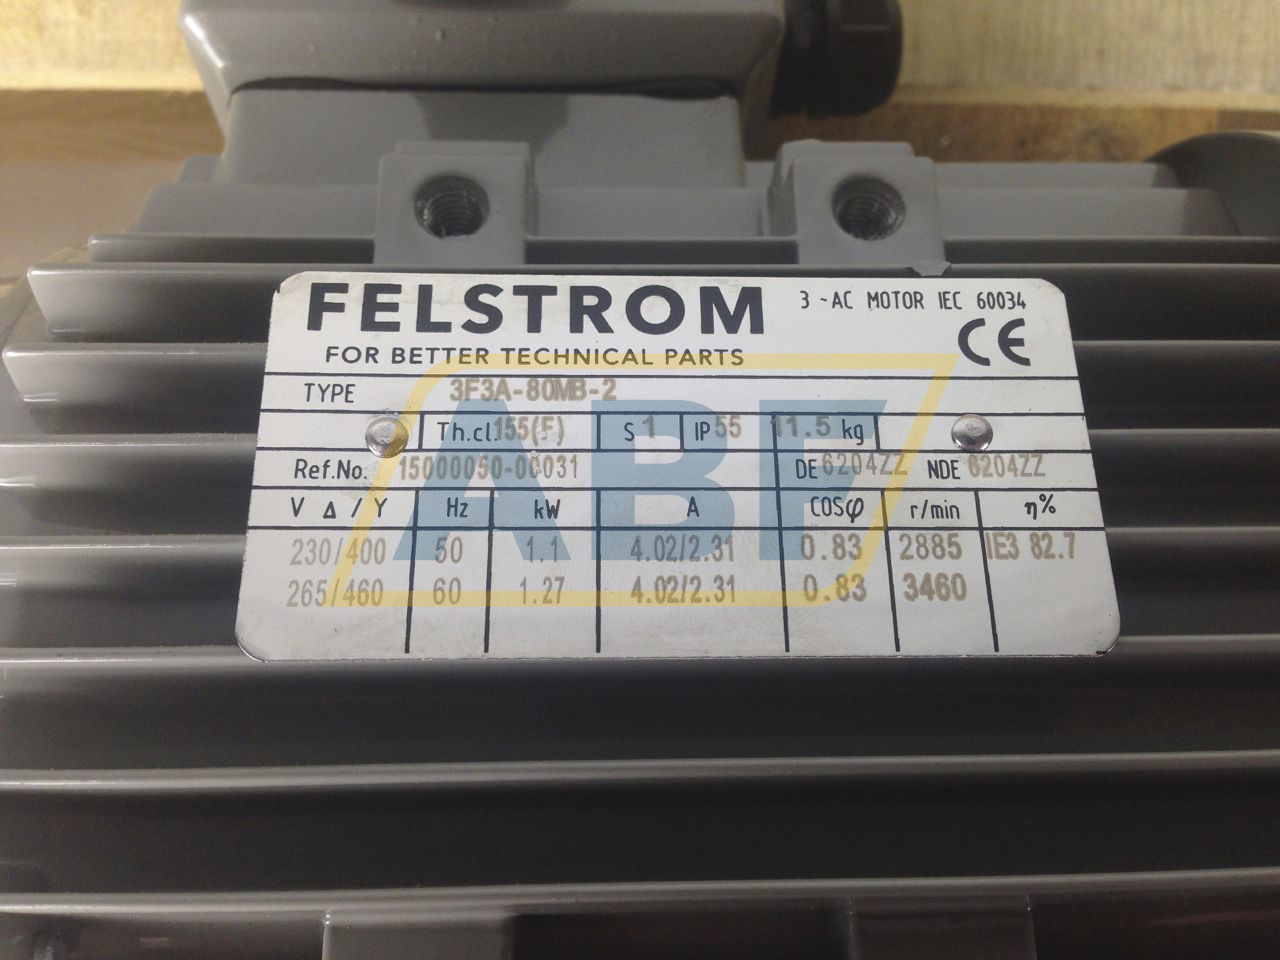 FELSTROM
3 ~AC MOTOR IEC 60034
FOR BETTER TECHNICAL PARTS
CE
TYPE 3F3A-80MB-2
Th.cl. 155(F) S 1 IP 55 11.5 kg
Ref.No. 15000050-00031 DE 6204ZZ NDE 6204ZZ
V Δ / Y Hz kW A COSφ r/min η%
230/400 50 1.1 4.02/2.31 0.83 2885 IE3 82.7
265/460 60 1.27 4.02/2.31 0.83 3460
ABF